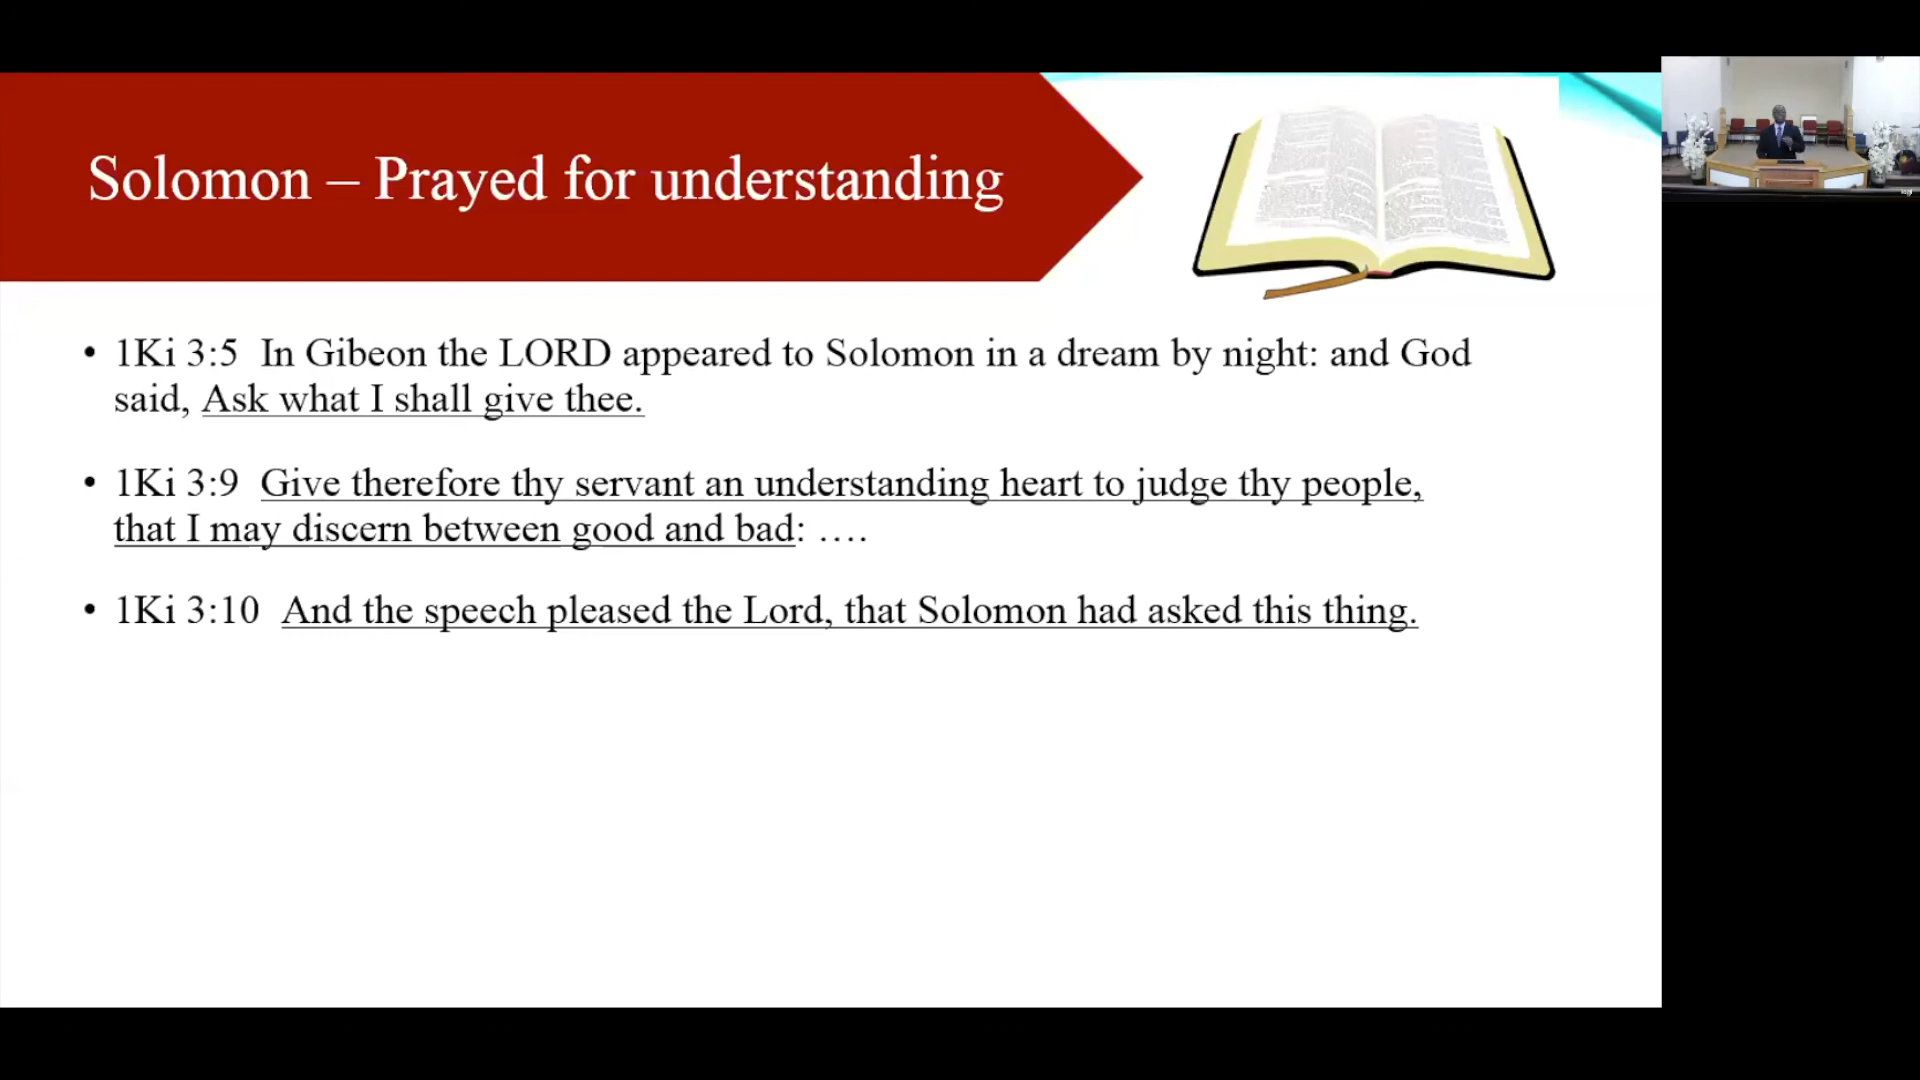 Solomon – Prayed for understanding
• 1Ki 3:5  In Gibeon the LORD appeared to Solomon in a dream by night: and God
said, Ask what I shall give thee.
• 1Ki 3:9  Give therefore thy servant an understanding heart to judge thy people,
that I may discern between good and bad: ….
• 1Ki 3:10  And the speech pleased the Lord, that Solomon had asked this thing.